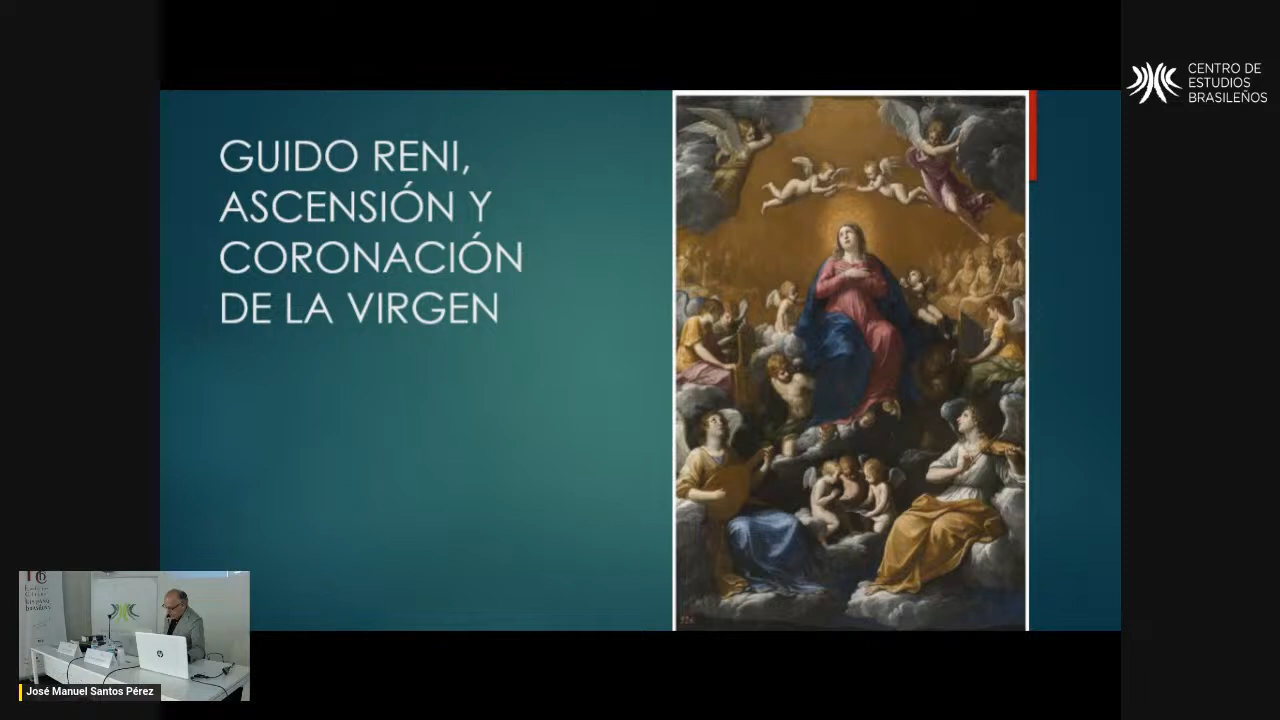 CENTRO DE
ESTUDIOS
BRASILEÑOS
GUIDO RENI,
ASCENSIÓN Y
CORONACIÓN
DE LA VIRGEN
José Manuel Santos Pérez